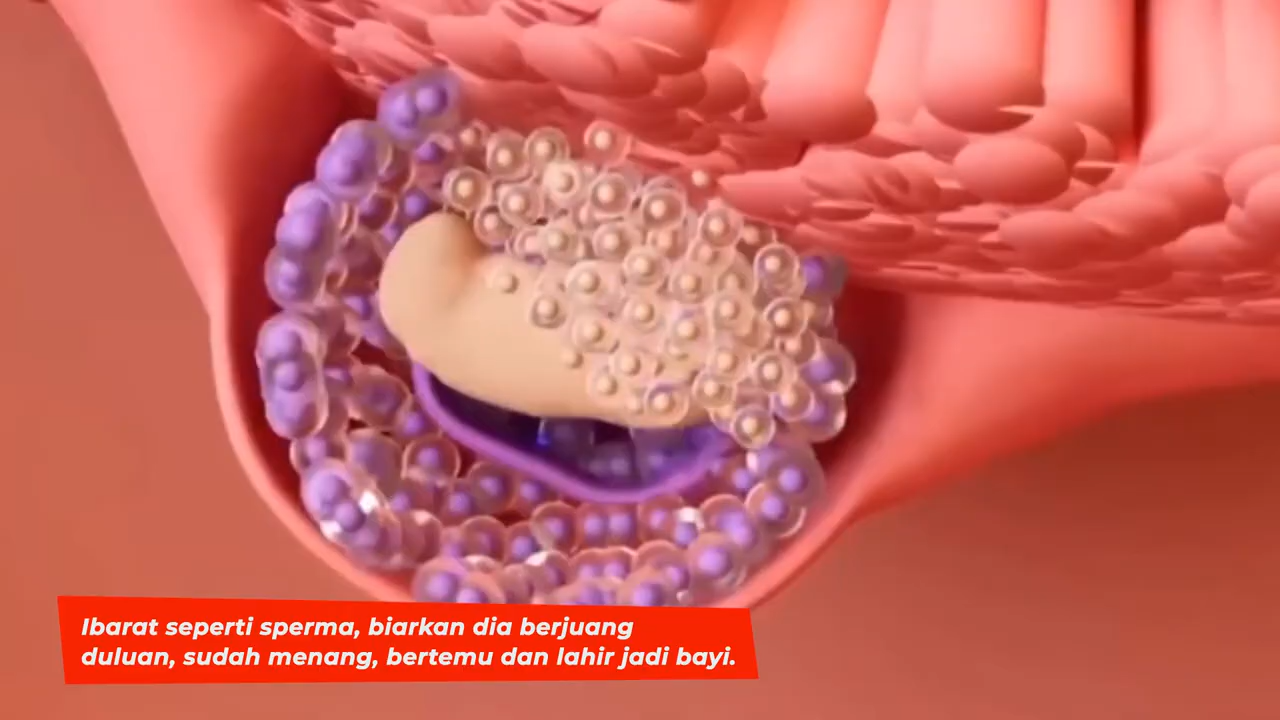 Ibarat seperti sperma, biarkan dia berjuang
duluan, sudah menang, bertemu dan lahir jadi bayi.